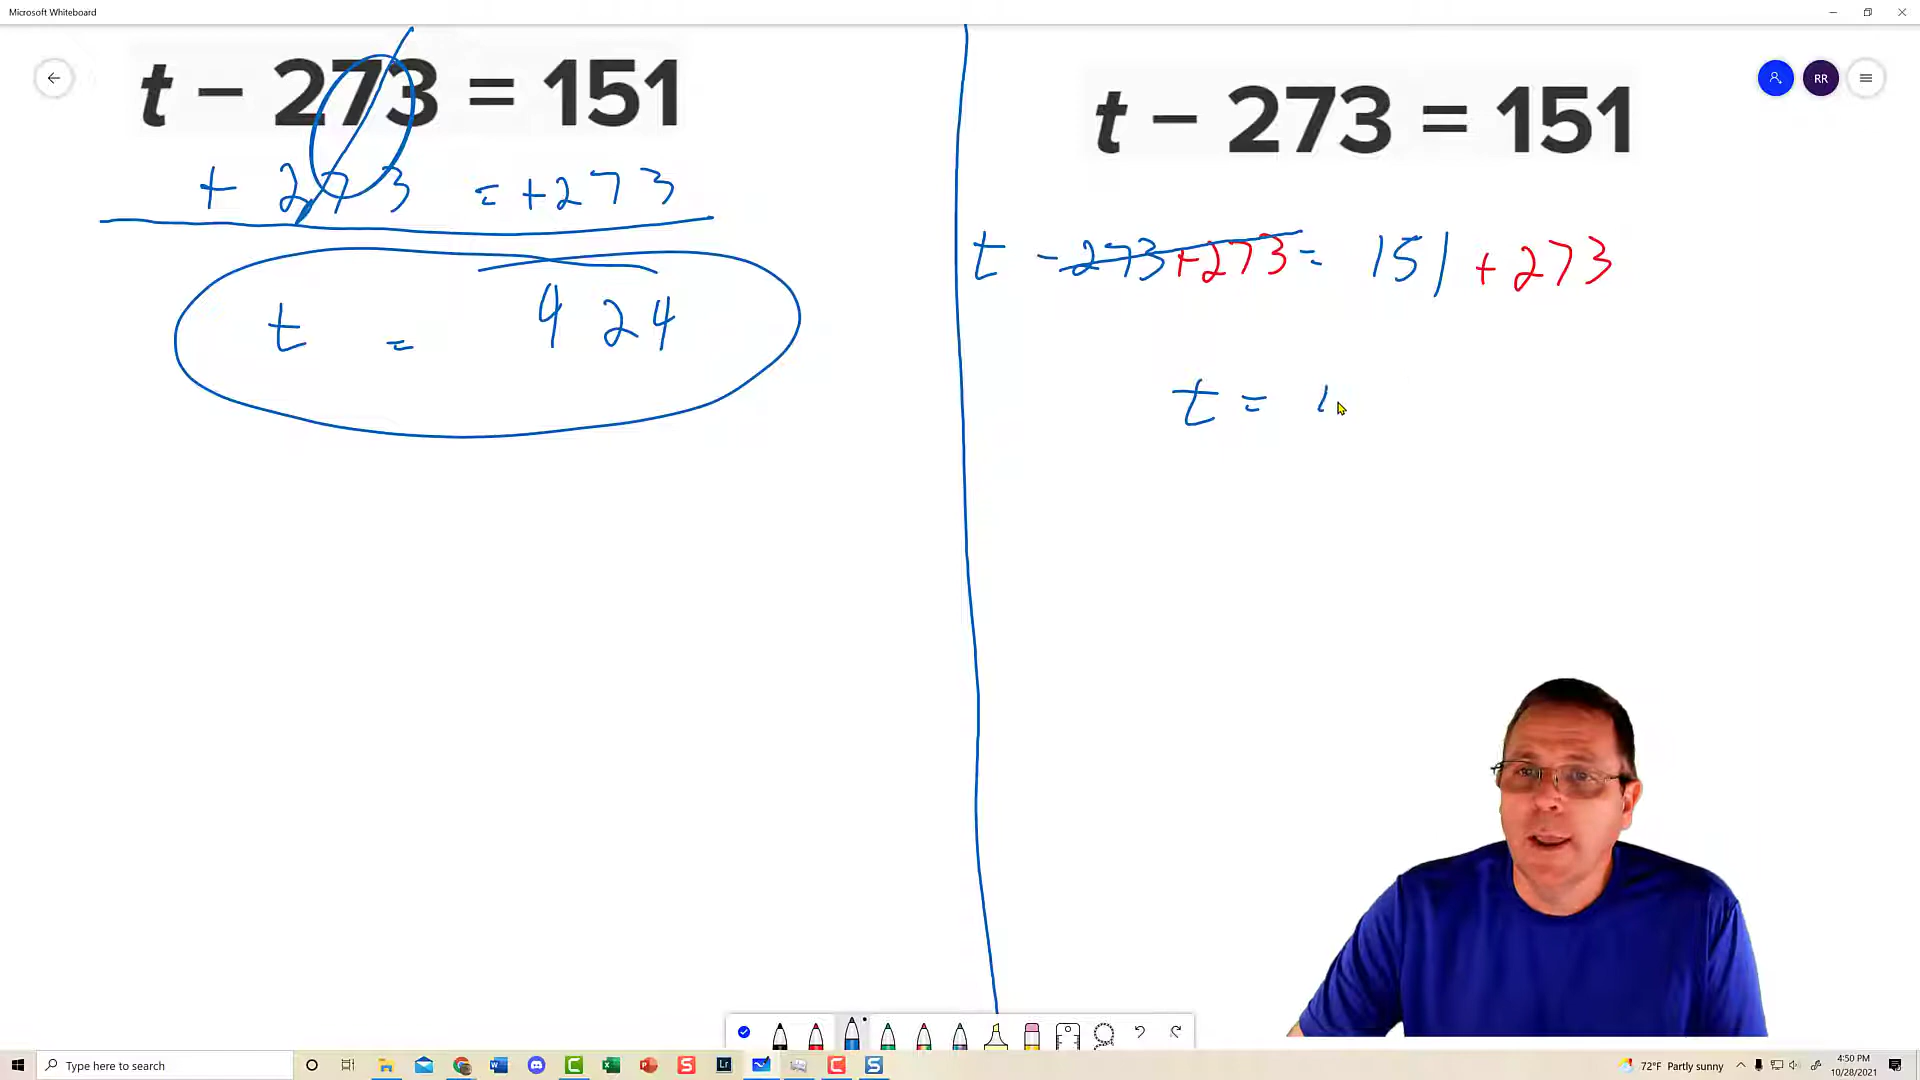 Microsoft Whiteboard
t − 273 = 151
+ 273 = +273
t = 424
t − 273 = 151
t -273 +273 = 151 + 273
t =
RR
Type here to search
Lr
72°F Partly sunny
4:50 PM
10/28/2021